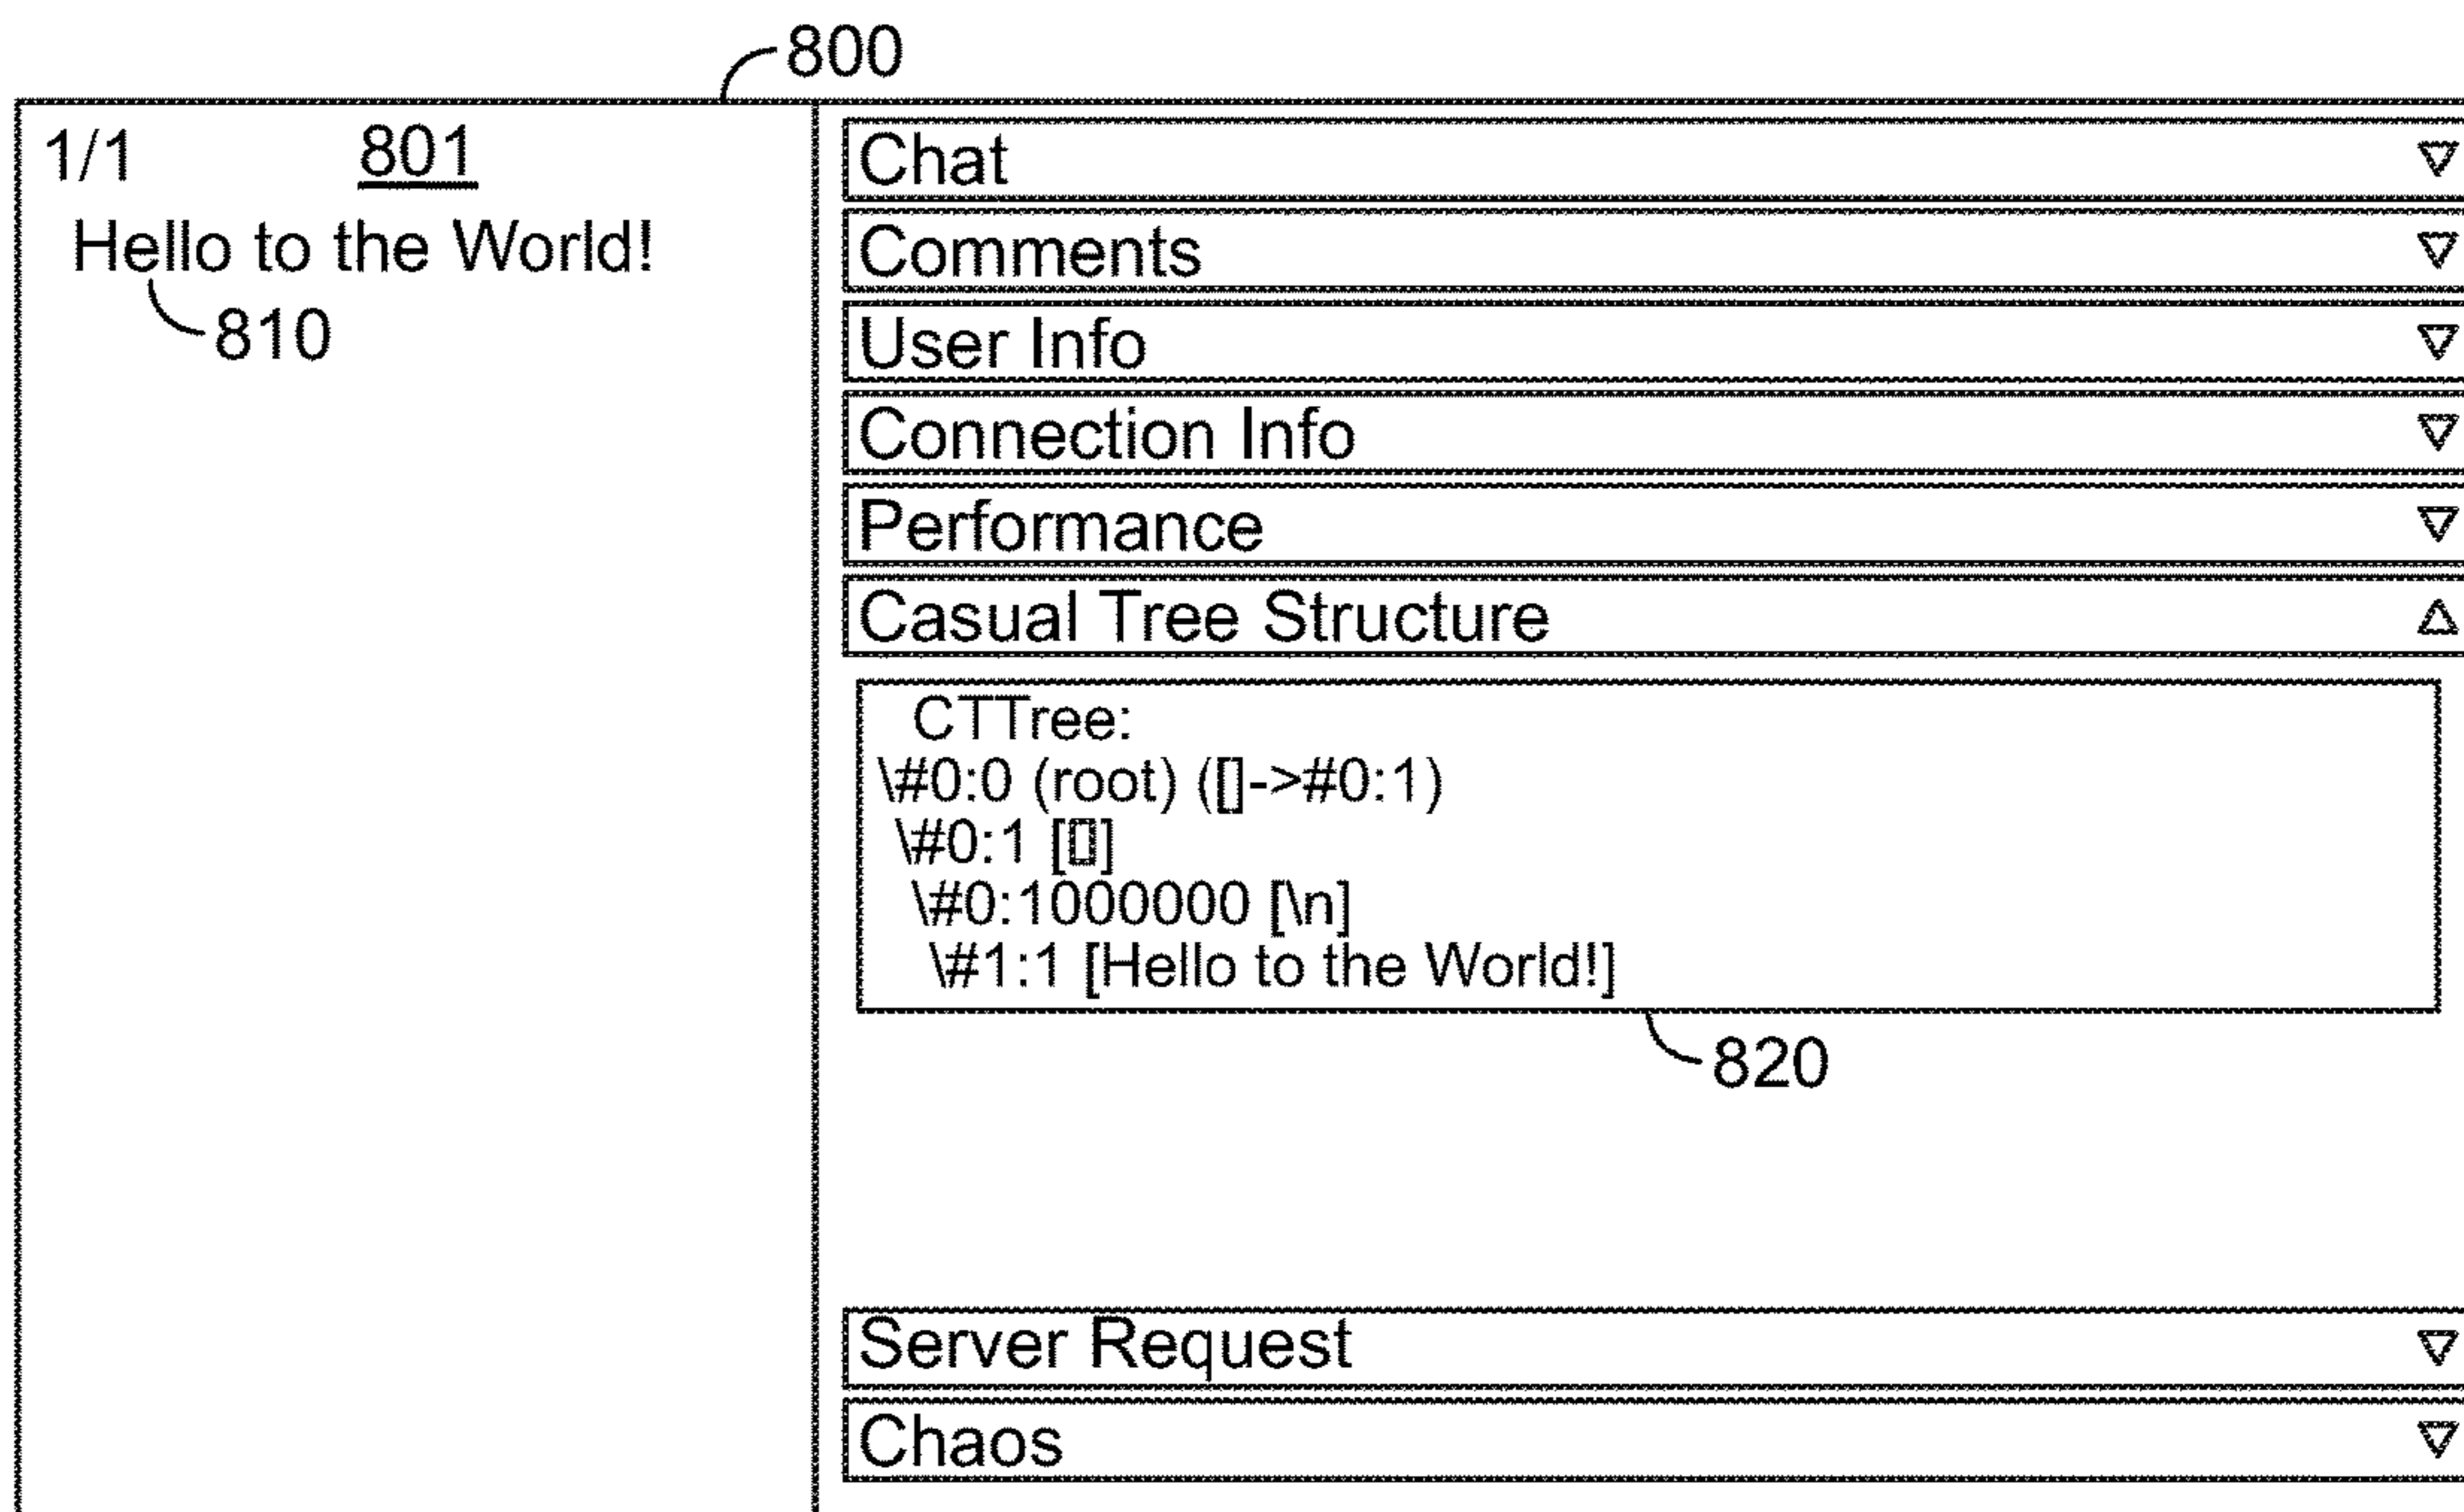 800
1/1 801
Hello to the World!
810
Chat
Comments
User Info
Connection Info
Performance
Casual Tree Structure
CTTree:
\#0:0 (root) ([]->#0:1)
\#0:1 [▯]
\#0:1000000 [\n]
\#1:1 [Hello to the World!]
820
Server Request
Chaos